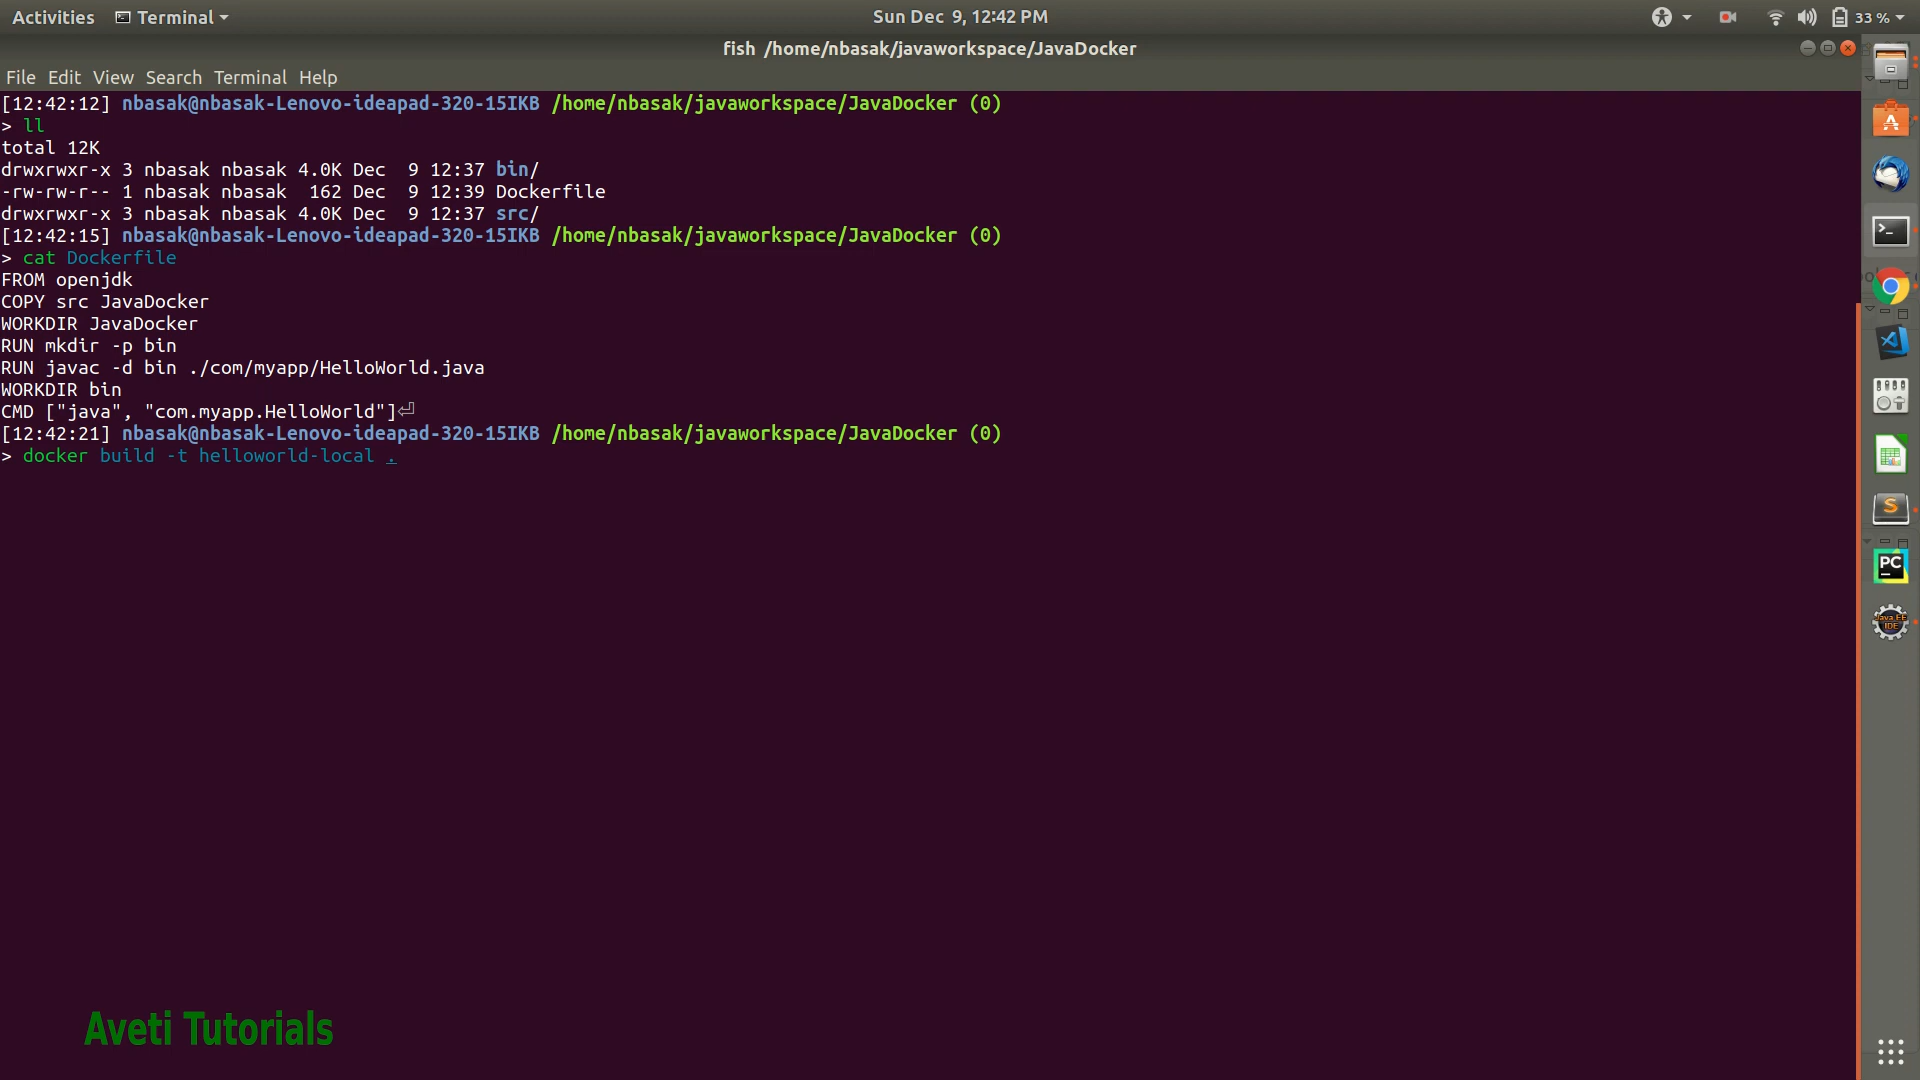 Activities Terminal Sun Dec 9, 12:42 PM 33 %
fish /home/nbasak/javaworkspace/JavaDocker
File Edit View Search Terminal Help
[12:42:12] nbasak@nbasak-Lenovo-ideapad-320-15IKB /home/nbasak/javaworkspace/JavaDocker (0)
> ll
total 12K
drwxrwxr-x 3 nbasak nbasak 4.0K Dec  9 12:37 bin/
-rw-rw-r-- 1 nbasak nbasak  162 Dec  9 12:39 Dockerfile
drwxrwxr-x 3 nbasak nbasak 4.0K Dec  9 12:37 src/
[12:42:15] nbasak@nbasak-Lenovo-ideapad-320-15IKB /home/nbasak/javaworkspace/JavaDocker (0)
> cat Dockerfile
FROM openjdk
COPY src JavaDocker
WORKDIR JavaDocker
RUN mkdir -p bin
RUN javac -d bin ./com/myapp/HelloWorld.java
WORKDIR bin
CMD ["java", "com.myapp.HelloWorld"]⏎
[12:42:21] nbasak@nbasak-Lenovo-ideapad-320-15IKB /home/nbasak/javaworkspace/JavaDocker (0)
> docker build -t helloworld-local .
PC
Java EE
IDE
Aveti Tutorials